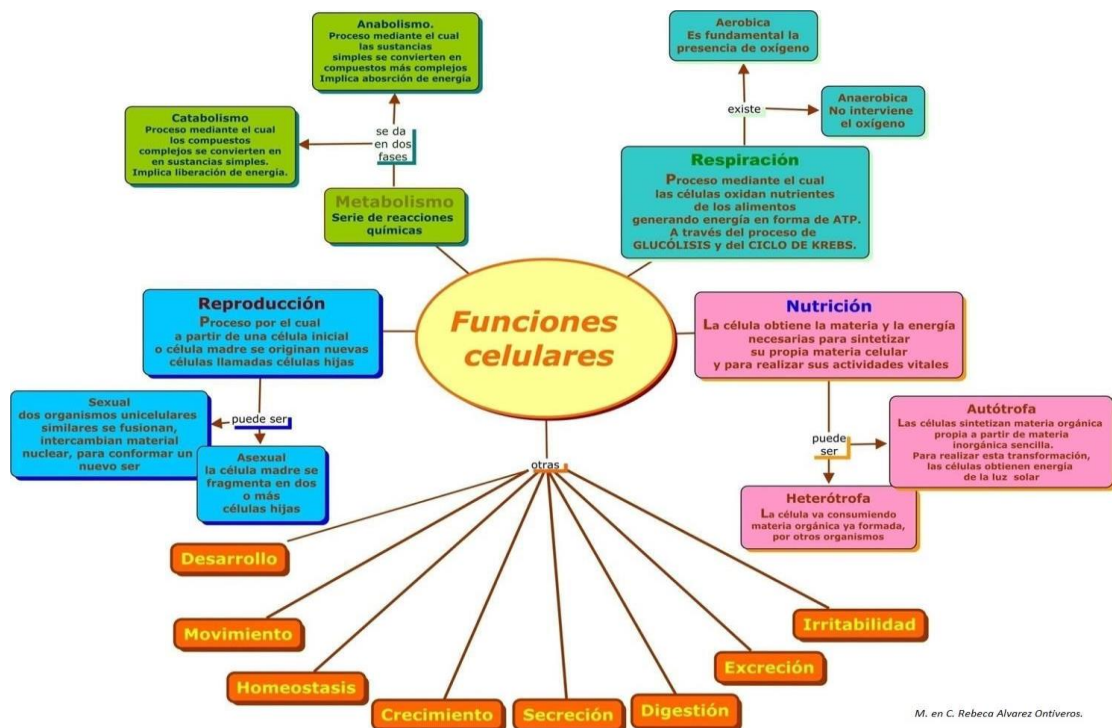 Anabolismo.
Proceso mediante el cual
las sustancias
simples se convierten en
compuestos más complejos
Implica abosrción de energía
Catabolismo
Proceso mediante el cual
los compuestos
complejos se convierten en
en sustancias simples.
Implica liberación de energía.
se da
en dos
fases
Metabolismo
Serie de reacciones
químicas
Aerobica
Es fundamental la
presencia de oxígeno
existe
Anaerobica
No interviene
el oxígeno
Respiración
Proceso mediante el cual
las células oxidan nutrientes
de los alimentos
generando energía en forma de ATP.
A través del proceso de
GLUCÓLISIS y del CICLO DE KREBS.
Funciones
celulares
Reproducción
Proceso por el cual
a partir de una célula inicial
o célula madre se originan nuevas
células llamadas células hijas
puede ser
Sexual
dos organismos unicelulares
similares se fusionan,
intercambian material
nuclear, para conformar un
nuevo ser
Asexual
la célula madre se
fragmenta en dos
o más
células hijas
Nutrición
La célula obtiene la materia y la energía
necesarias para sintetizar
su propia materia celular
y para realizar sus actividades vitales
puede
ser
Autótrofa
Las células sintetizan materia orgánica
propia a partir de materia
inorgánica sencilla.
Para realizar esta transformación,
las células obtienen energía
de la luz solar
Heterótrofa
La célula va consumiendo
materia orgánica ya formada,
por otros organismos
otras
Desarrollo
Movimiento
Homeostasis
Crecimiento
Secreción
Digestión
Excreción
Irritabilidad
M. en C. Rebeca Alvarez Ontiveros.